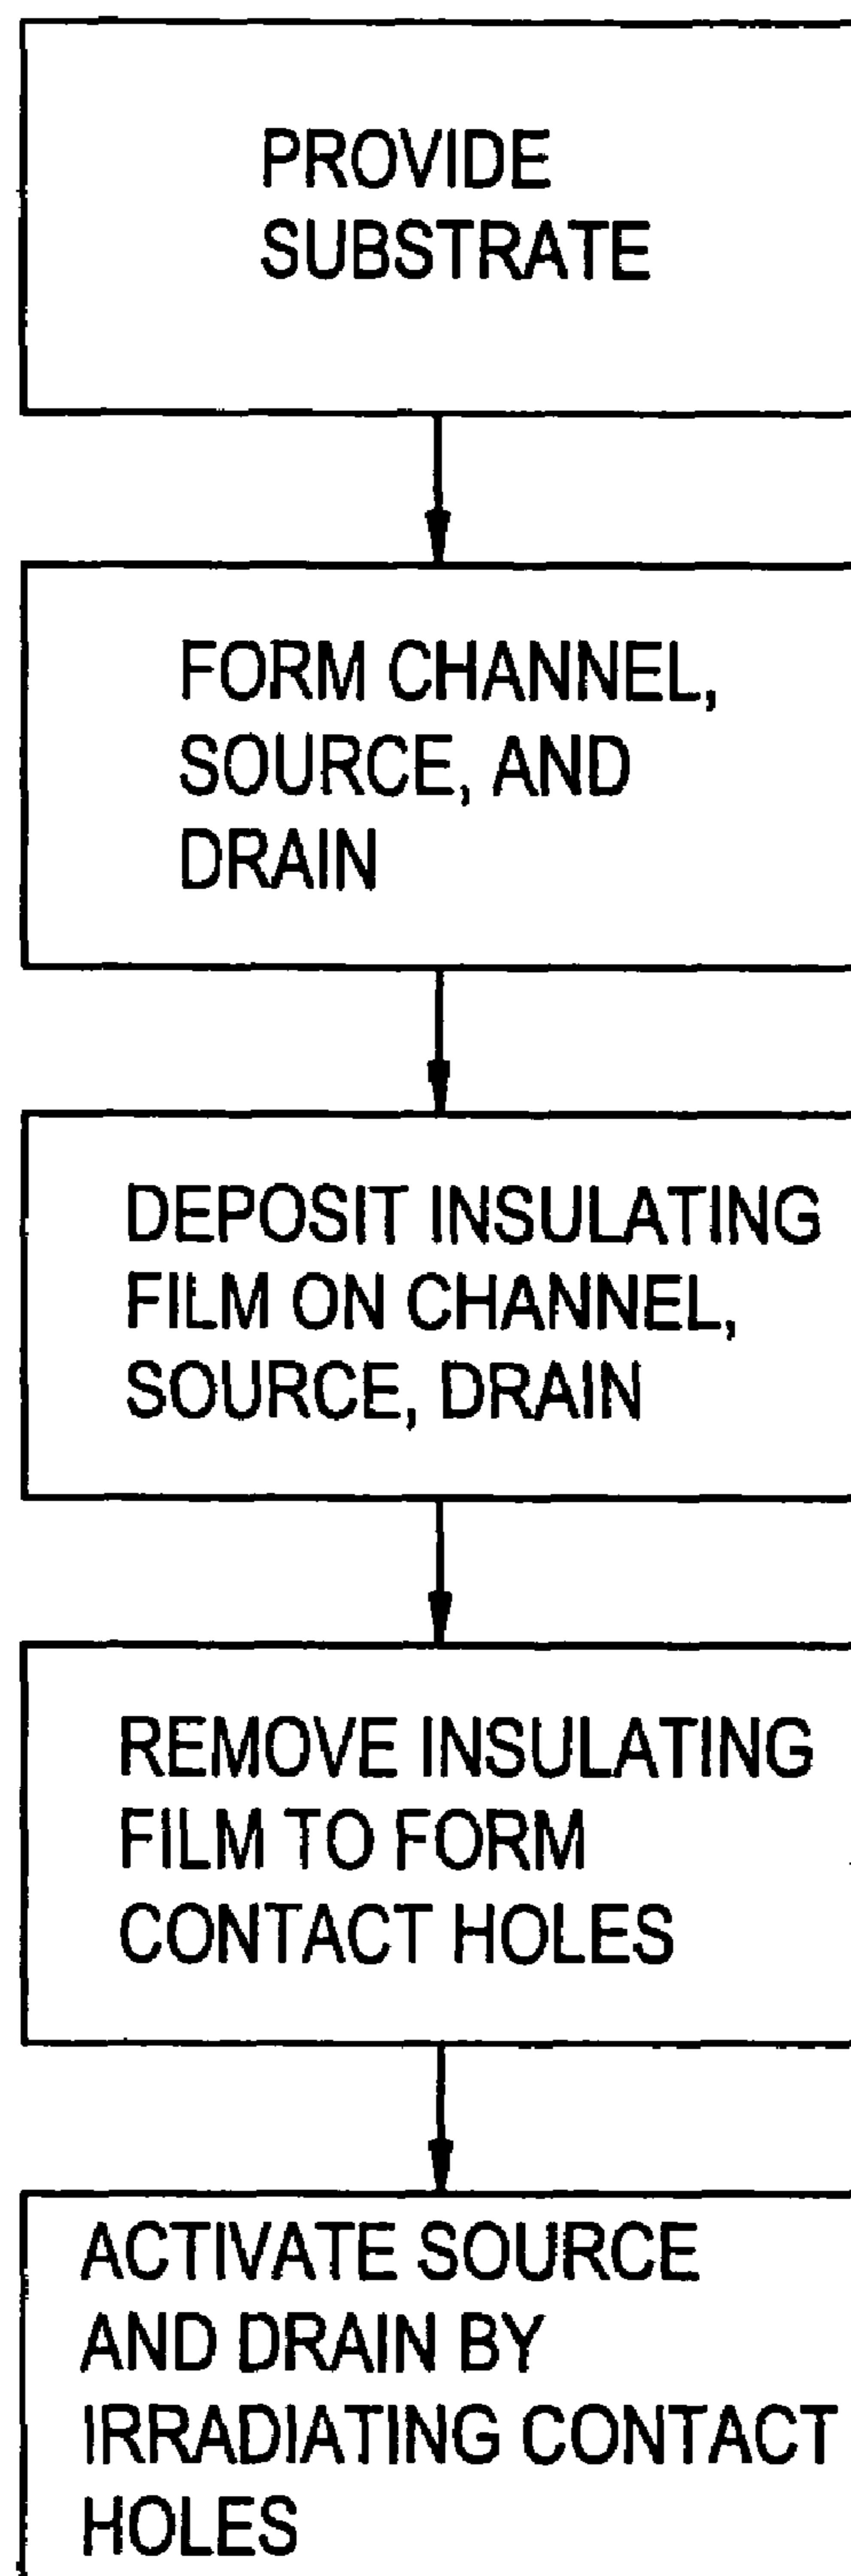 PROVIDE
SUBSTRATE
FORM CHANNEL,
SOURCE, AND
DRAIN
DEPOSIT INSULATING
FILM ON CHANNEL,
SOURCE, DRAIN
REMOVE INSULATING
FILM TO FORM
CONTACT HOLES
ACTIVATE SOURCE
AND DRAIN BY
IRRADIATING CONTACT
HOLES